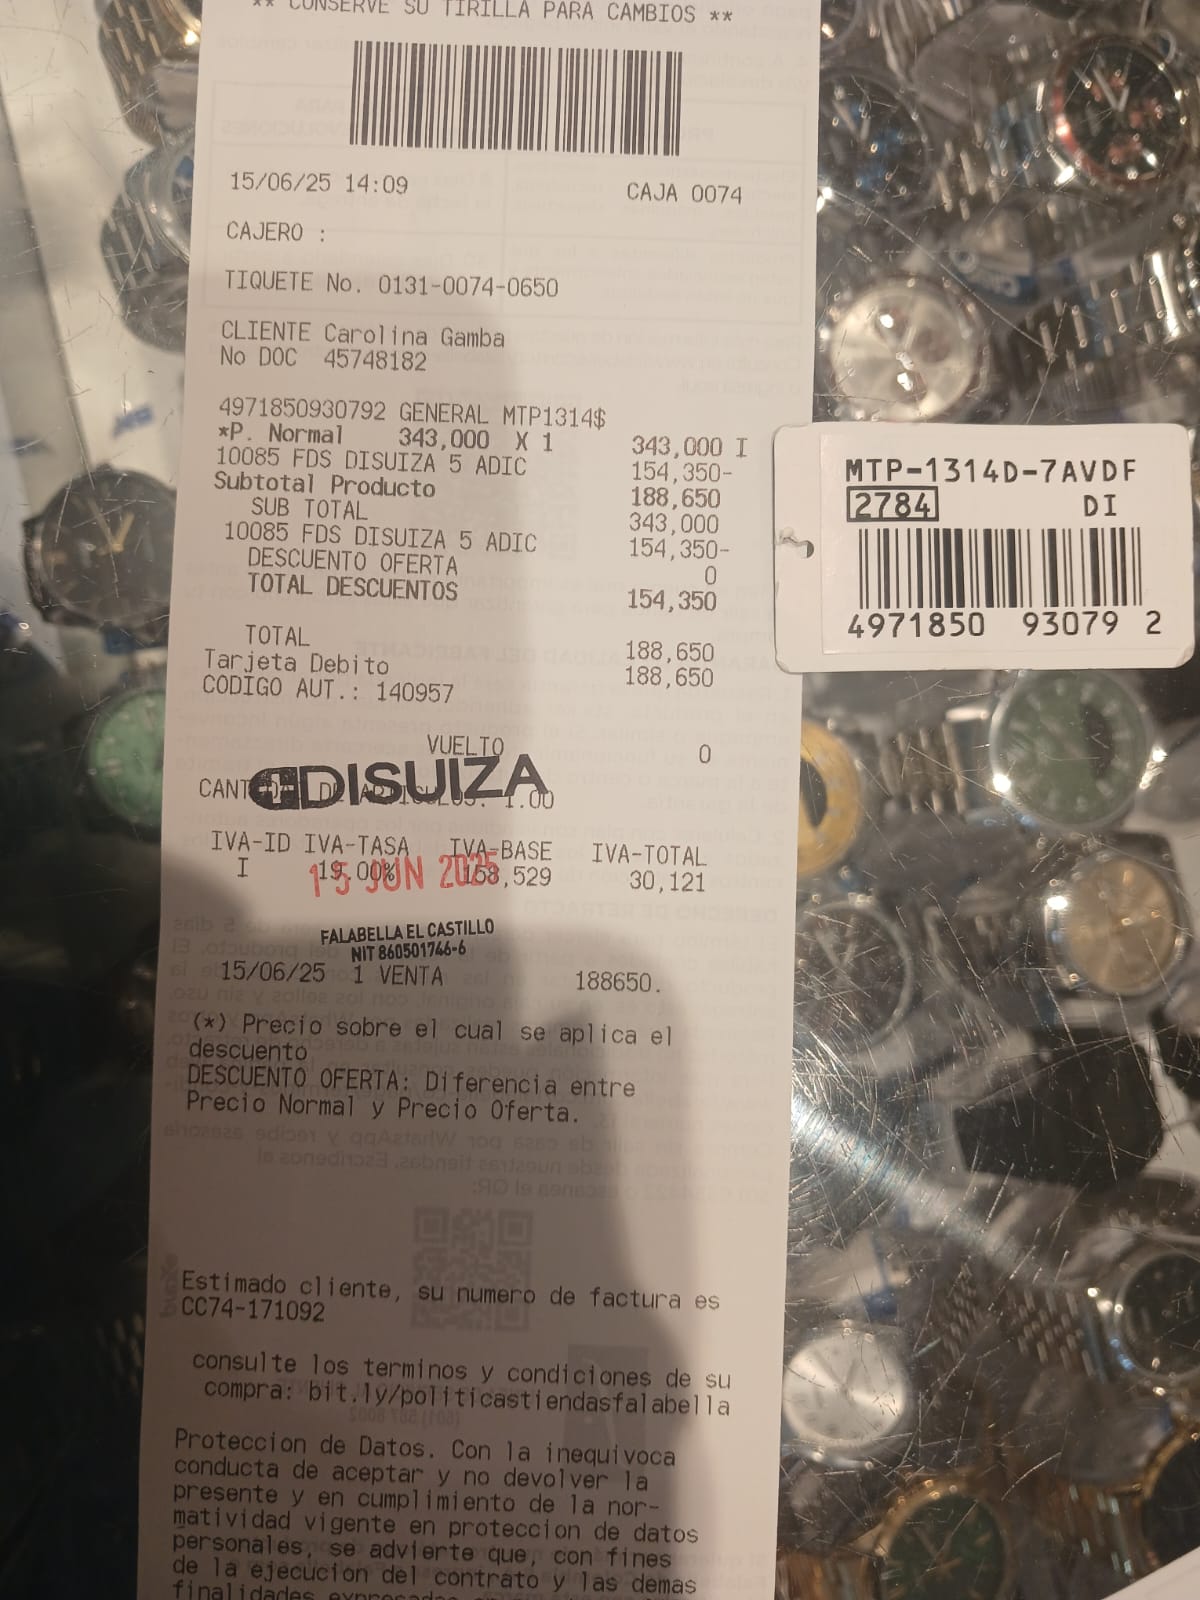 ** CONSERVE SU TIRILLA PARA CAMBIOS **
15/06/25 14:09 CAJA 0074
CAJERO :
TIQUETE No. 0131-0074-0650
CLIENTE Carolina Gamba
No DOC 45748182
4971850930792 GENERAL MTP1314$
*P. Normal 343,000 X 1 343,000 I
10085 FDS DISUIZA 5 ADIC 154,350-
Subtotal Producto 188,650
SUB TOTAL 343,000
10085 FDS DISUIZA 5 ADIC 154,350-
DESCUENTO OFERTA 0
TOTAL DESCUENTOS 154,350
TOTAL 188,650
Tarjeta Debito 188,650
CODIGO AUT.: 140957
VUELTO 0
DISUIZA
1.00
IVA-ID IVA-TASA IVA-BASE IVA-TOTAL
I 19.00% 158,529 30,121
15 JUN 2025
FALABELLA EL CASTILLO
NIT 860501746-6
15/06/25 1 VENTA 188650.
(*) Precio sobre el cual se aplica el
descuento
DESCUENTO OFERTA: Diferencia entre
Precio Normal y Precio Oferta.
Estimado cliente, su numero de factura es
CC74-171092
consulte los terminos y condiciones de su
compra: bit.ly/politicastiendasfalabella
Proteccion de Datos. Con la inequivoca
conducta de aceptar y no devolver la
presente y en cumplimiento de la nor-
matividad vigente en proteccion de datos
personales, se advierte que, con fines
de la ejecucion del contrato y las demas
MTP-1314D-7AVDF
2784 DI
4971850 93079 2